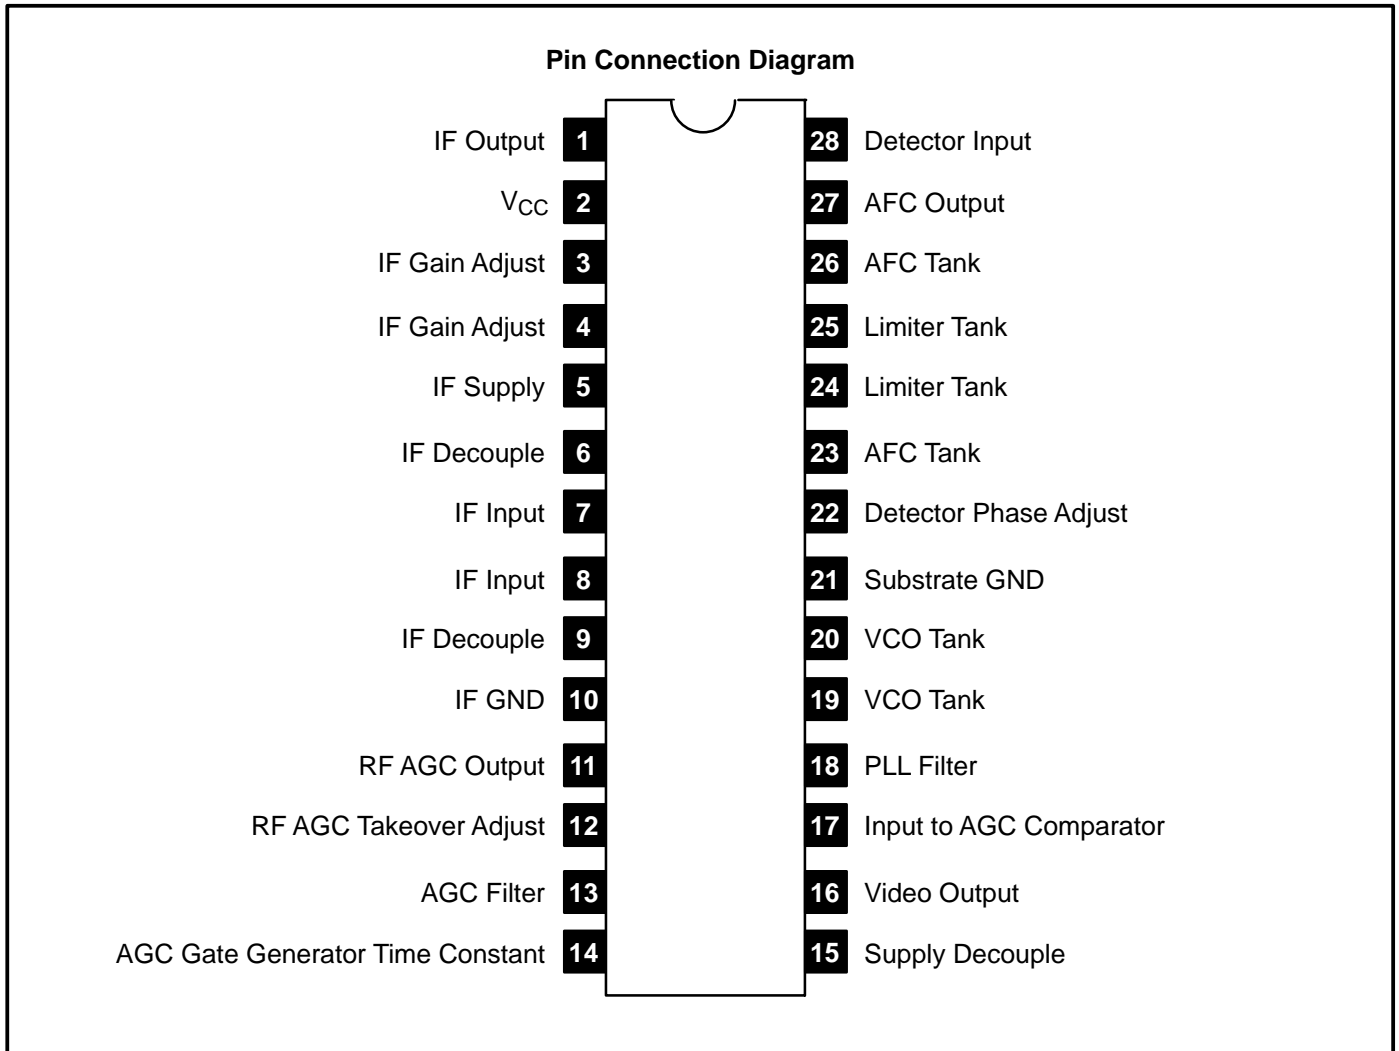 Pin Connection Diagram
IF Output 1
VCC 2
IF Gain Adjust 3
IF Gain Adjust 4
IF Supply 5
IF Decouple 6
IF Input 7
IF Input 8
IF Decouple 9
IF GND 10
RF AGC Output 11
RF AGC Takeover Adjust 12
AGC Filter 13
AGC Gate Generator Time Constant 14
28 Detector Input
27 AFC Output
26 AFC Tank
25 Limiter Tank
24 Limiter Tank
23 AFC Tank
22 Detector Phase Adjust
21 Substrate GND
20 VCO Tank
19 VCO Tank
18 PLL Filter
17 Input to AGC Comparator
16 Video Output
15 Supply Decouple